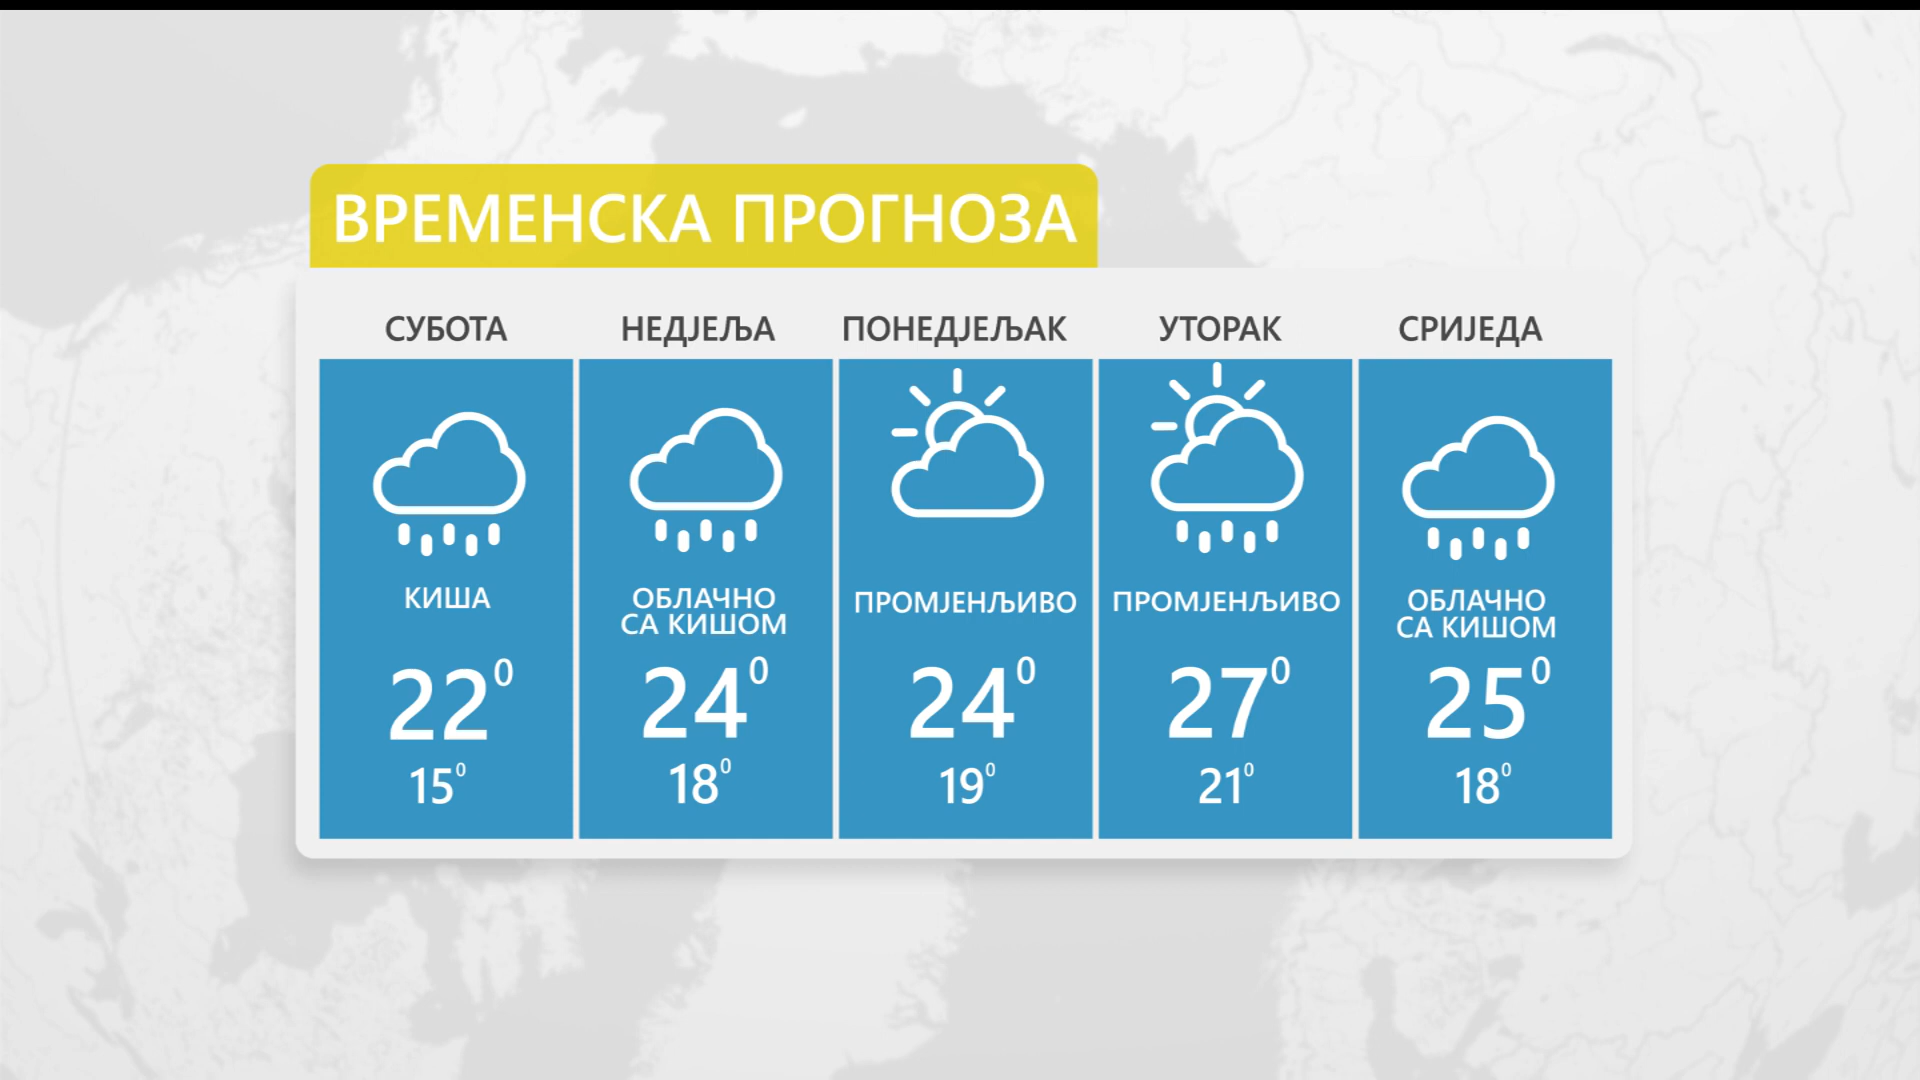 ВРЕМЕНСКА ПРОГНОЗА
СУБОТА
КИША
22⁰
15⁰
НЕДЈЕЉА
ОБЛАЧНО
СА КИШОМ
24⁰
18⁰
ПОНЕДЈЕЉАК
ПРОМЈЕНЉИВО
24⁰
19⁰
УТОРАК
ПРОМЈЕНЉИВО
27⁰
21⁰
СРИЈЕДА
ОБЛАЧНО
СА КИШОМ
25⁰
18⁰